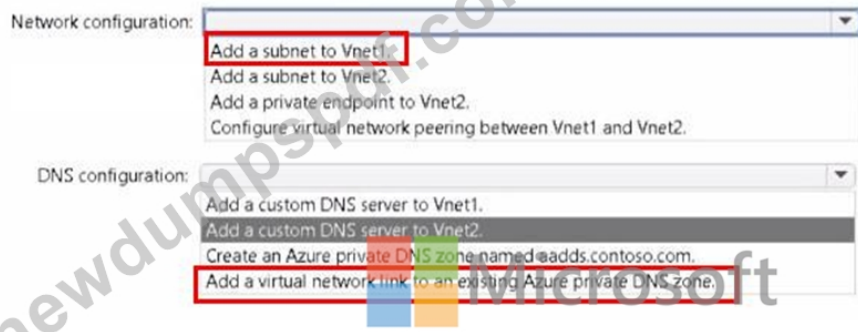 Network configuration:
Add a subnet to Vnet1.
Add a subnet to Vnet2.
Add a private endpoint to Vnet2.
Configure virtual network peering between Vnet1 and Vnet2.
DNS configuration:
Add a custom DNS server to Vnet1.
Add a custom DNS server to Vnet2.
Create an Azure private DNS zone named aadds.contoso.com.
Add a virtual network link to an existing Azure private DNS zone.
Microsoft
newdumpspdf.com